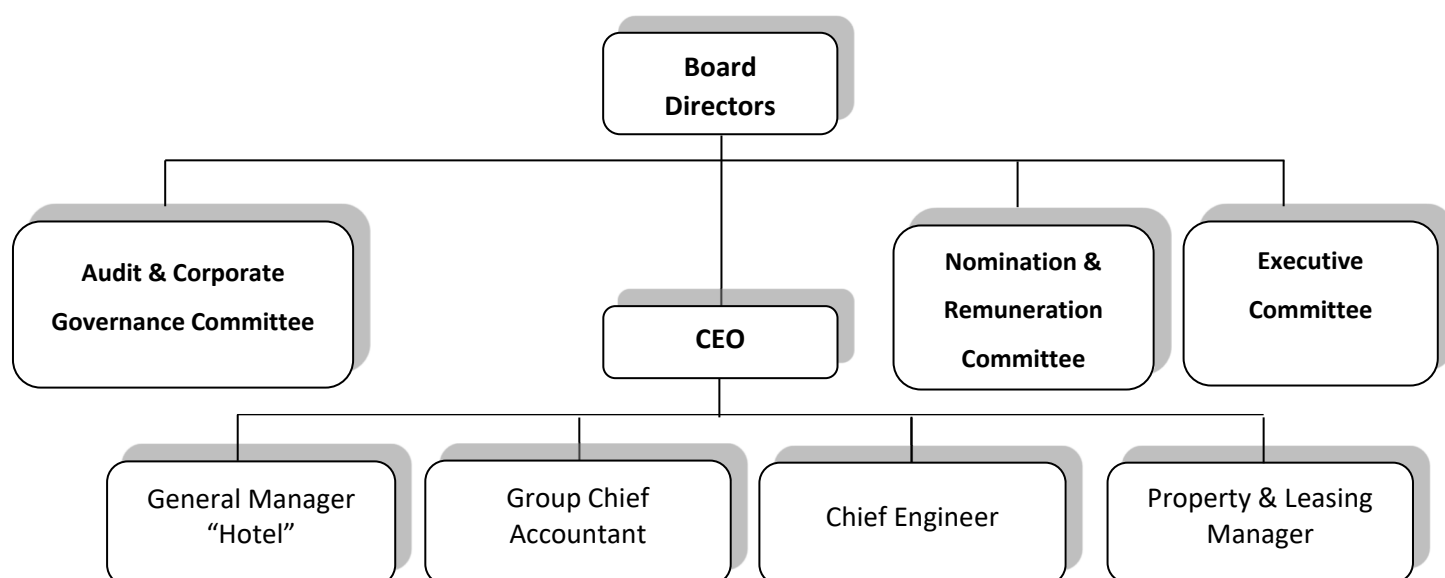 Board
Directors
Audit & Corporate
Governance Committee
CEO
Nomination &
Remuneration
Committee
Executive
Committee
General Manager
“Hotel”
Group Chief
Accountant
Chief Engineer
Property & Leasing
Manager